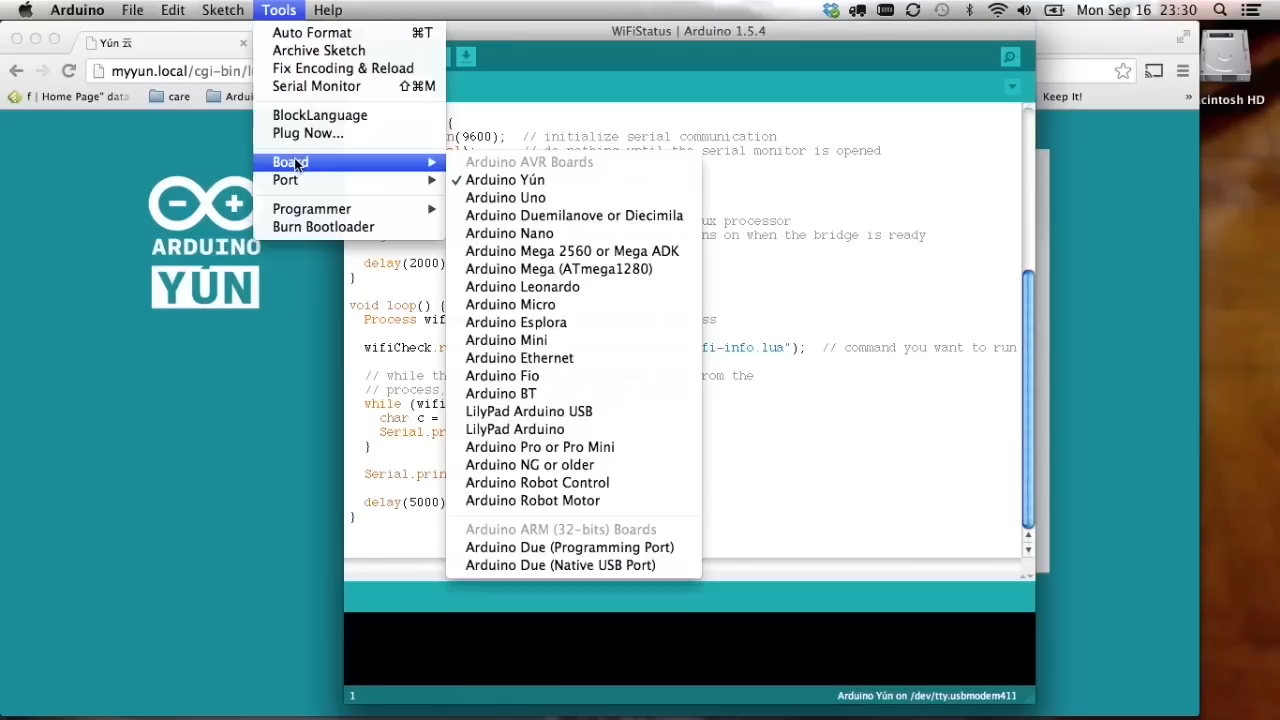 Arduino File Edit Sketch Tools Help Mon Sep 16 23:30
WiFiStatus | Arduino 1.5.4
Yún 云
myyun.local/cgi-bin/l
f | Home Page" data care Ardui
Keep It! »
cintosh HD
ARDUINO
YÚN
Auto Format ⌘T
Archive Sketch
Fix Encoding & Reload
Serial Monitor ⇧⌘M
BlockLanguage
Plug Now...
Board
Port
Programmer
Burn Bootloader
Arduino AVR Boards
✓ Arduino Yún
Arduino Uno
Arduino Duemilanove or Diecimila
Arduino Nano
Arduino Mega 2560 or Mega ADK
Arduino Mega (ATmega1280)
Arduino Leonardo
Arduino Micro
Arduino Esplora
Arduino Mini
Arduino Ethernet
Arduino Fio
Arduino BT
LilyPad Arduino USB
LilyPad Arduino
Arduino Pro or Pro Mini
Arduino NG or older
Arduino Robot Control
Arduino Robot Motor
Arduino ARM (32-bits) Boards
Arduino Due (Programming Port)
Arduino Due (Native USB Port)
{
n(9600); // initialize serial communication
until the serial monitor is opened
ux processor
ns on when the bridge is ready
delay(2000)
}
void loop() {
Process wif ss
wifiCheck.r fi-info.lua"); // command you want to run
// while th rom the
// process,
while (wifi
char c =
Serial.pr
}
Serial.prin
delay(5000)
}
1
Arduino Yún on /dev/tty.usbmodem411